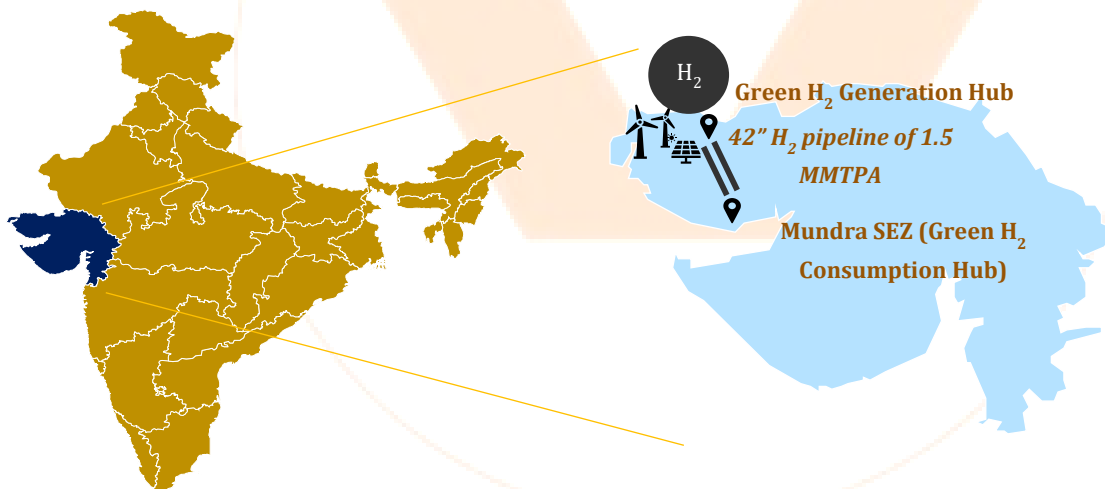 H₂
Green H₂ Generation Hub
42” H₂ pipeline of 1.5
MMTPA
Mundra SEZ (Green H₂
Consumption Hub)